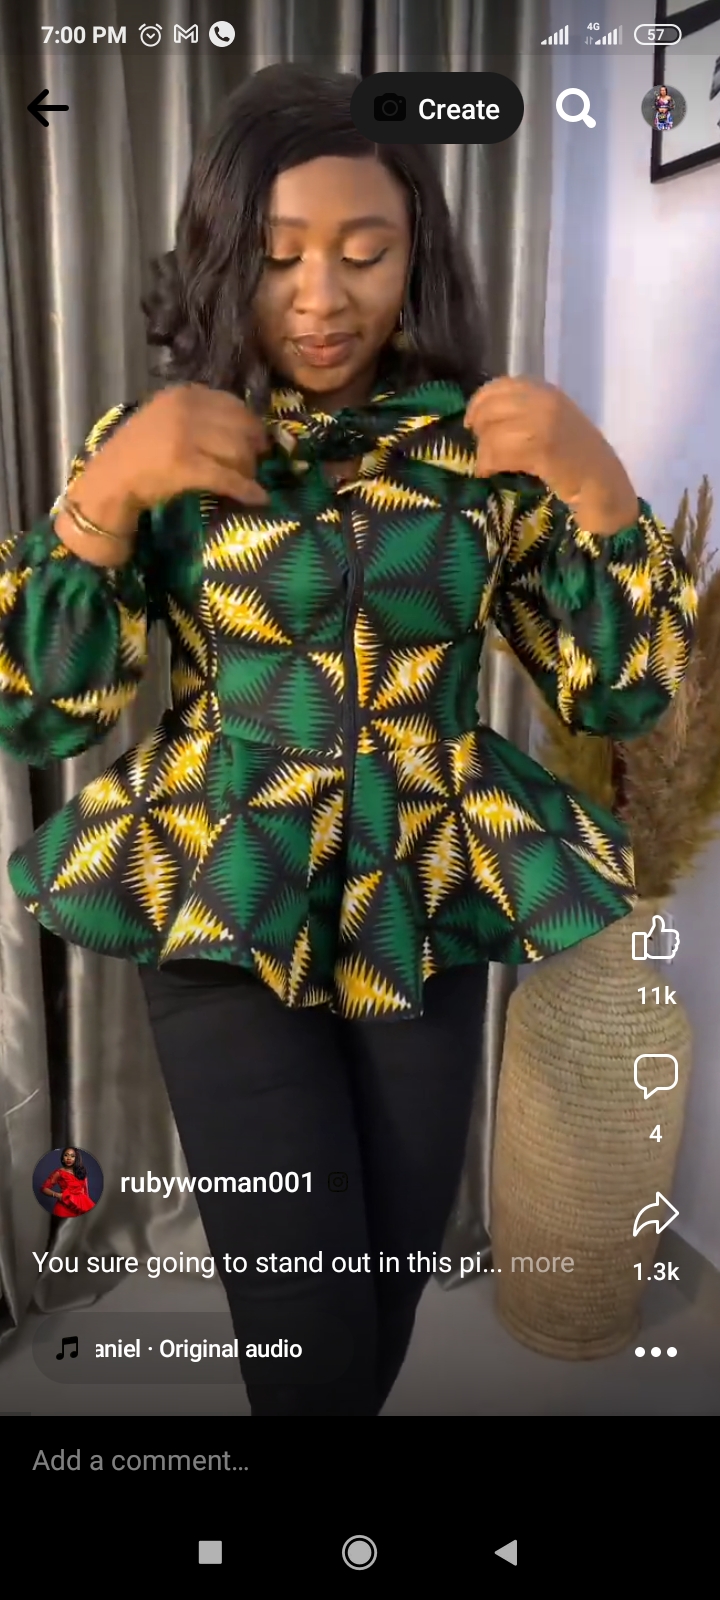 7:00 PM
4G
57
Create
11k
4
rubywoman001
You sure going to stand out in this pi... more
1.3k
aniel · Original audio
Add a comment...